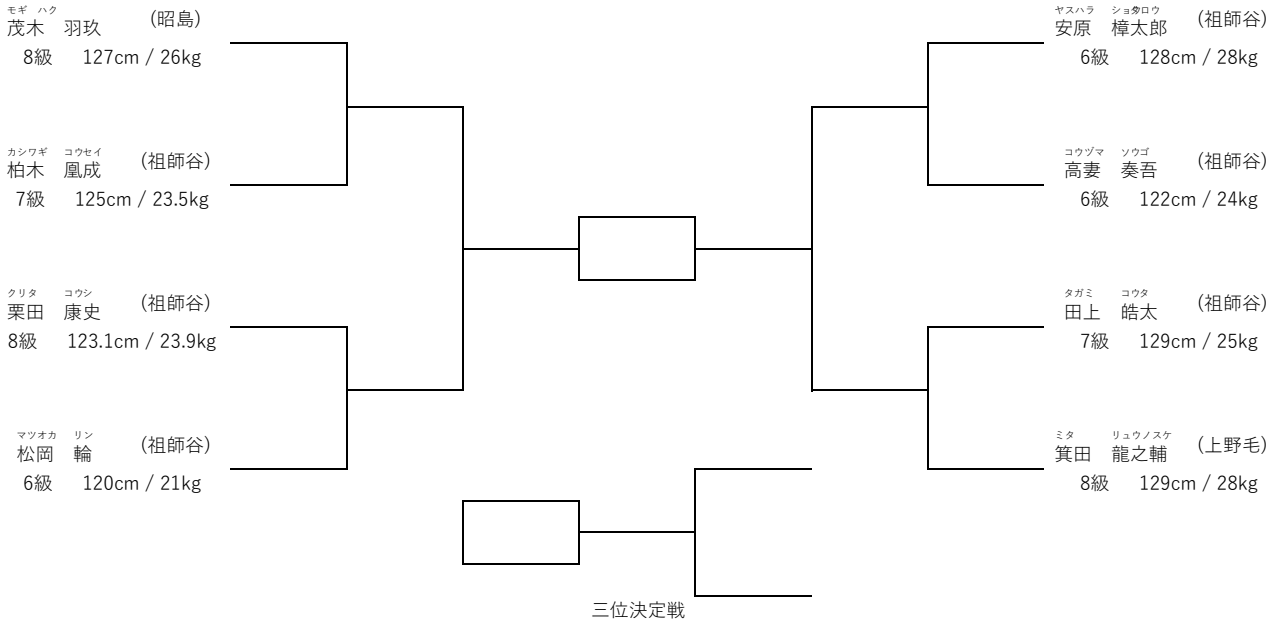 モギ ハク
茂木 羽玖 (昭島)
8級 127cm / 26kg
カシワギ コウセイ
柏木 凰成 (祖師谷)
7級 125cm / 23.5kg
クリタ コウシ
栗田 康史 (祖師谷)
8級 123.1cm / 23.9kg
マツオカ リン
松岡 輪 (祖師谷)
6級 120cm / 21kg
ヤスハラ
安原 樟太郎 (祖師谷)
6級 128cm / 28kg
コウヅマ ソウゴ
高妻 奏吾 (祖師谷)
6級 122cm / 24kg
タガミ コウタ
田上 皓太 (祖師谷)
7級 129cm / 25kg
ミタ リュウノスケ
箕田 龍之輔 (上野毛)
8級 129cm / 28kg
三位決定戦